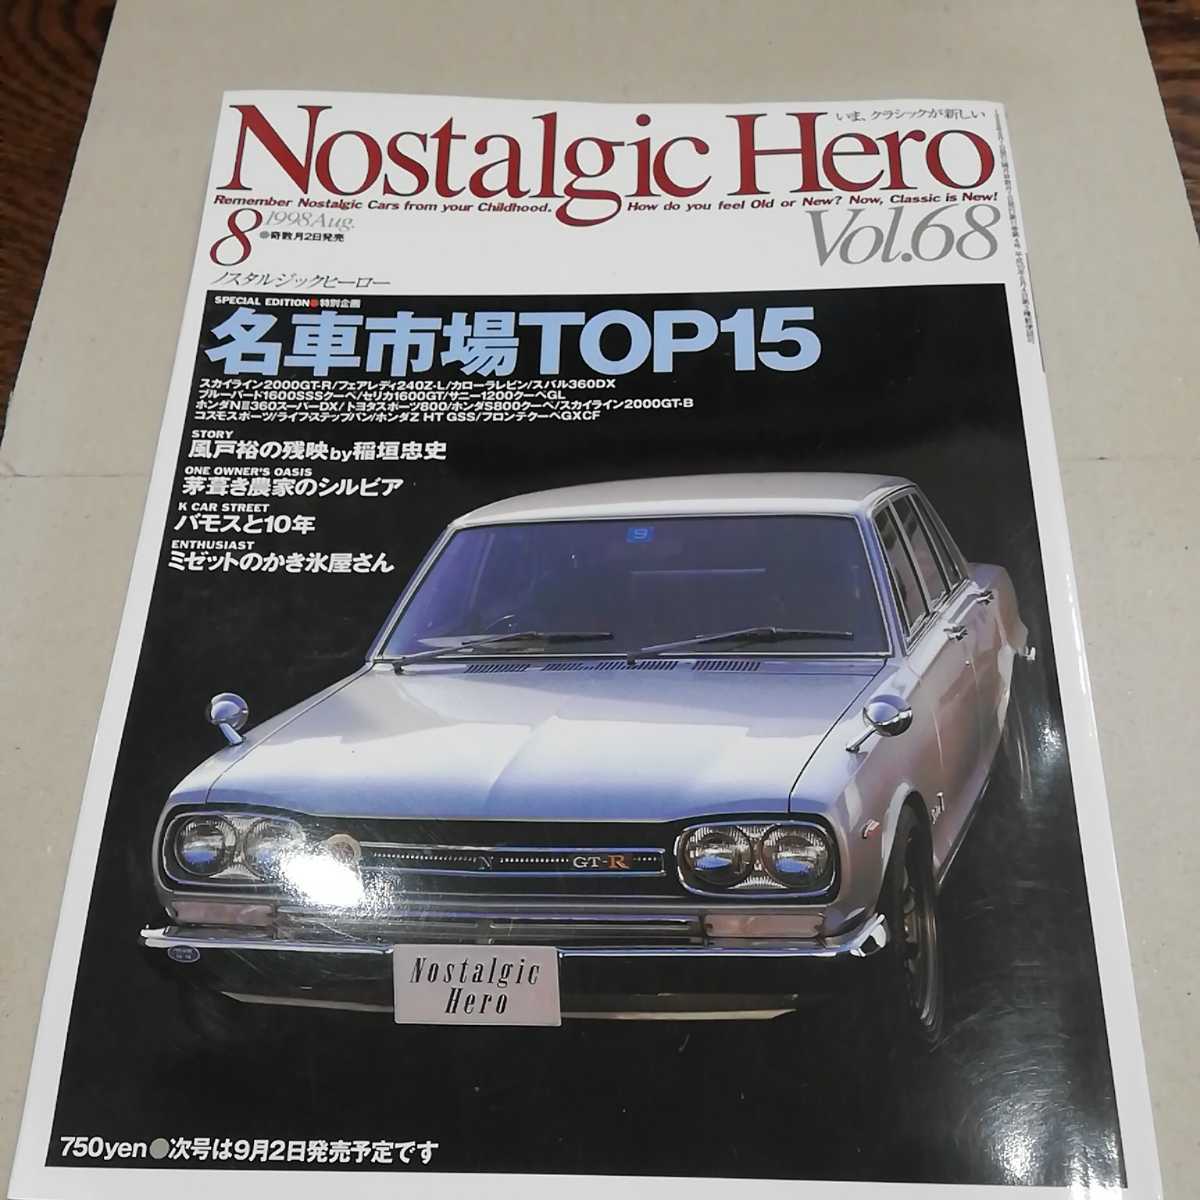 いま、クラシックが新しい
Nostalgic Hero
Remember Nostalgic Cars from your Childhood. How do you feel Old or New? Now, Classic is New!
8 1998 Aug.
●奇数月2日発売
Vol.68
ノスタルジックヒーロー
SPECIAL EDITION●特別企画
名車市場TOP15
スカイライン2000GT-R/フェアレディ240Z-L/カローラレビン/スバル360DX
ブルーバード1600SSSクーペ/セリカ1600GT/サニー1200クーペGL
ホンダNⅢ360スーパーDX/トヨタスポーツ800/ホンダS800クーペ/スカイライン2000GT-B
コスモスポーツ/ライフステップバン/ホンダZ HT GSS/フロンテクーペGXCF
STORY
風戸裕の残映by稲垣忠史
ONE OWNER'S OASIS
茅葺き農家のシルビア
K CAR STREET
バモスと10年
ENTHUSIAST
ミゼットのかき氷屋さん
9
N
GT-R
Nostalgic
Hero
750yen●次号は9月2日発売予定です